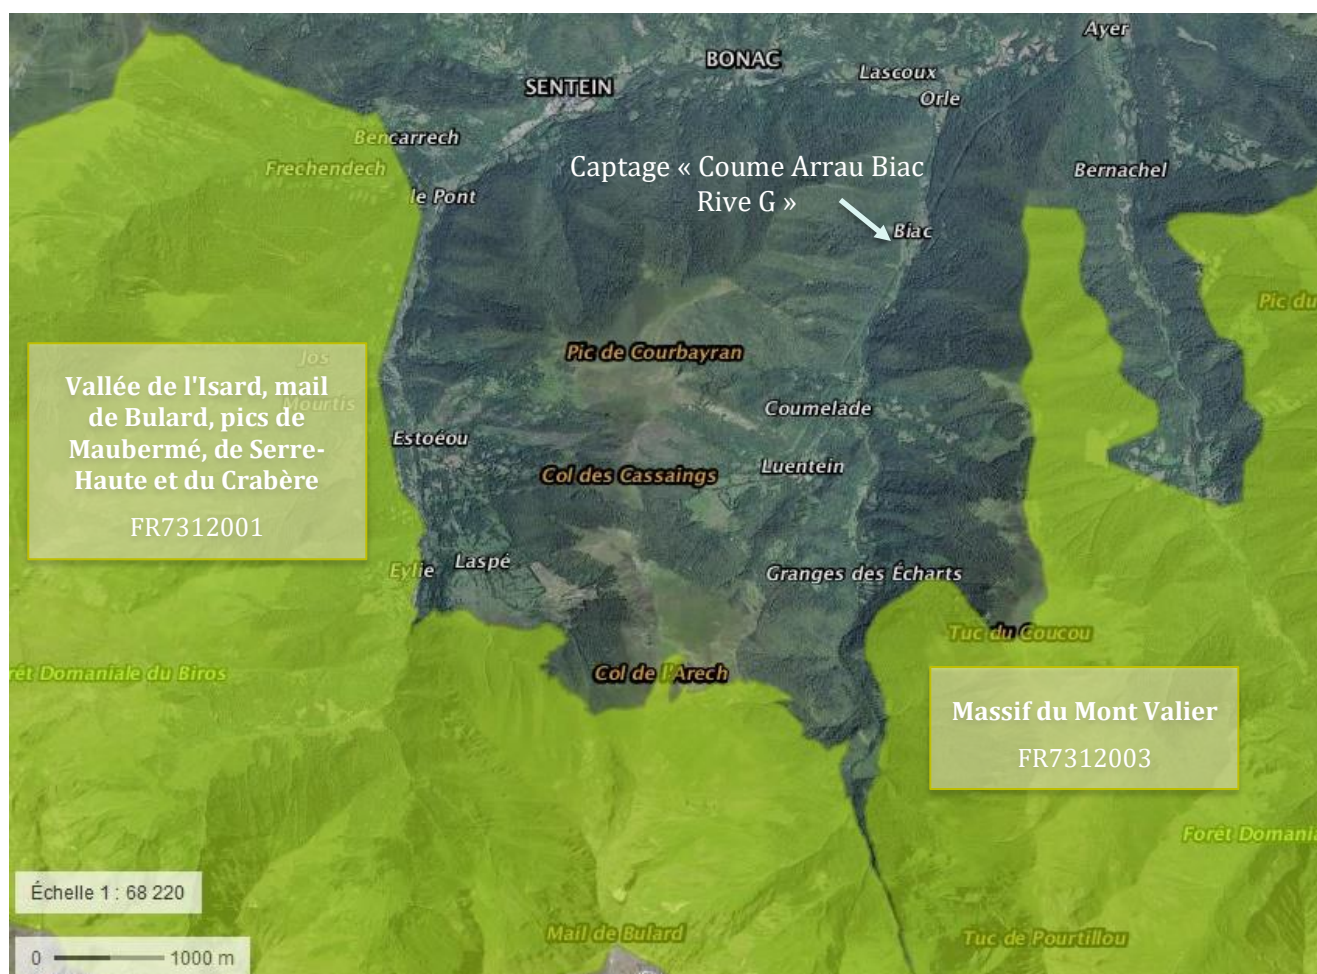 Ayer
BONAC
Lascoux
SENTEIN
Orle
Bencarrech
Frechendech
Captage « Coume Arrau Biac
Rive G »
Bernachel
le Pont
Biac
Pic du
Jos
Mourtis
Pic de Courbayran
Vallée de l'Isard, mail
de Bulard, pics de
Maubermé, de Serre-
Haute et du Crabère
FR7312001
Coumelade
Estoéou
Luentein
Col des Cassaings
Eylie
Laspé
Granges des Écharts
Tuc du Coucou
rêt Domaniale du Biros
Col de l'Arech
Massif du Mont Valier
FR7312003
Forêt Domania
Échelle 1 : 68 220
Mail de Bulard
Tuc de Pourtillou
0 1000 m